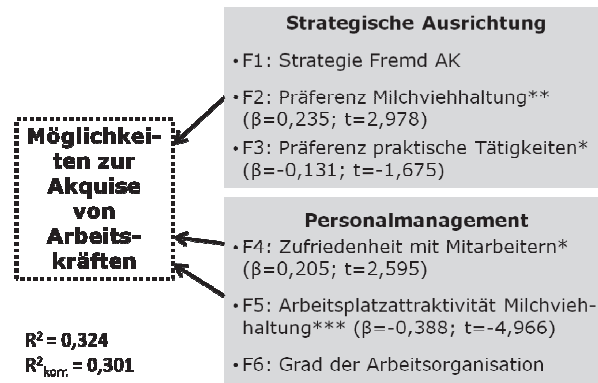 Strategische Ausrichtung
•F1: Strategie Fremd AK
•F2: Präferenz Milchviehhaltung**
(β=0,235; t=2,978)
•F3: Präferenz praktische Tätigkeiten*
(β=-0,131; t=-1,675)
Möglichkei-
ten zur
Akquise
von
Arbeits-
kräften
Personalmanagement
•F4: Zufriedenheit mit Mitarbeitern*
(β=0,205; t=2,595)
•F5: Arbeitsplatzattraktivität Milchvieh-
haltung*** (β=-0,388; t=-4,966)
•F6: Grad der Arbeitsorganisation
R² = 0,324
R²korr. = 0,301